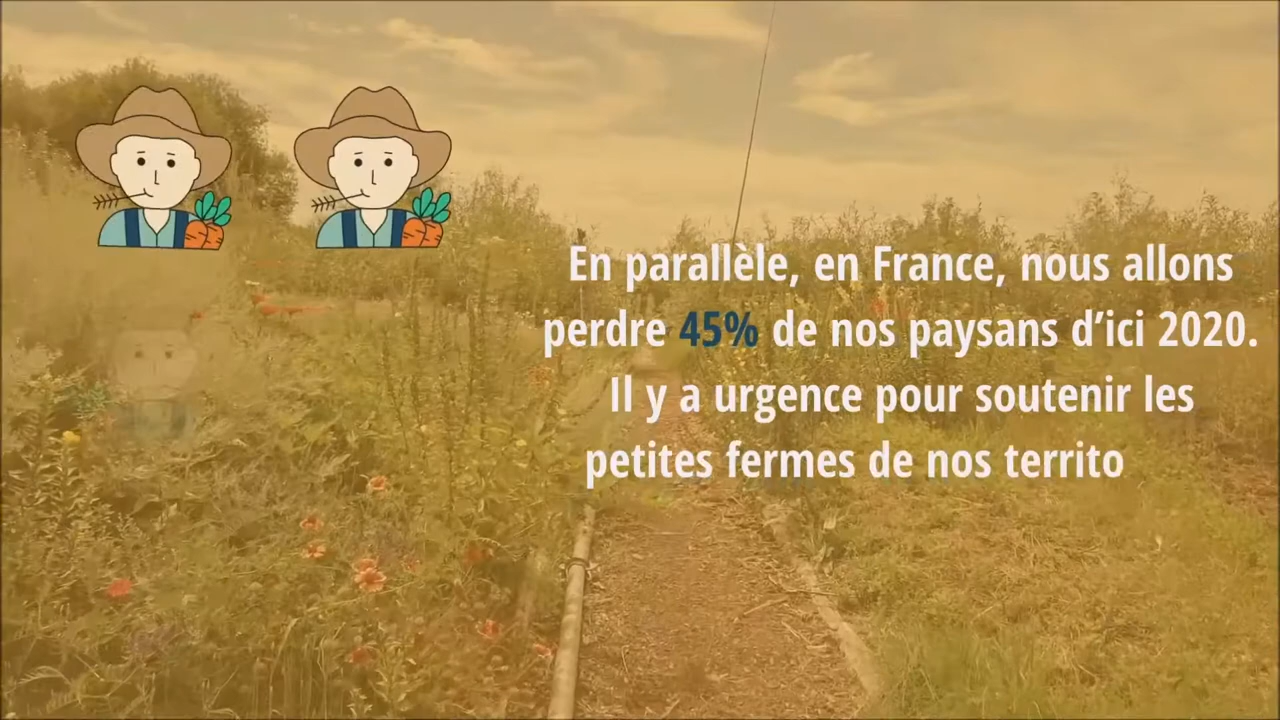 En parallèle, en France, nous allons
perdre 45% de nos paysans d’ici 2020.
Il y a urgence pour soutenir les
petites fermes de nos territo